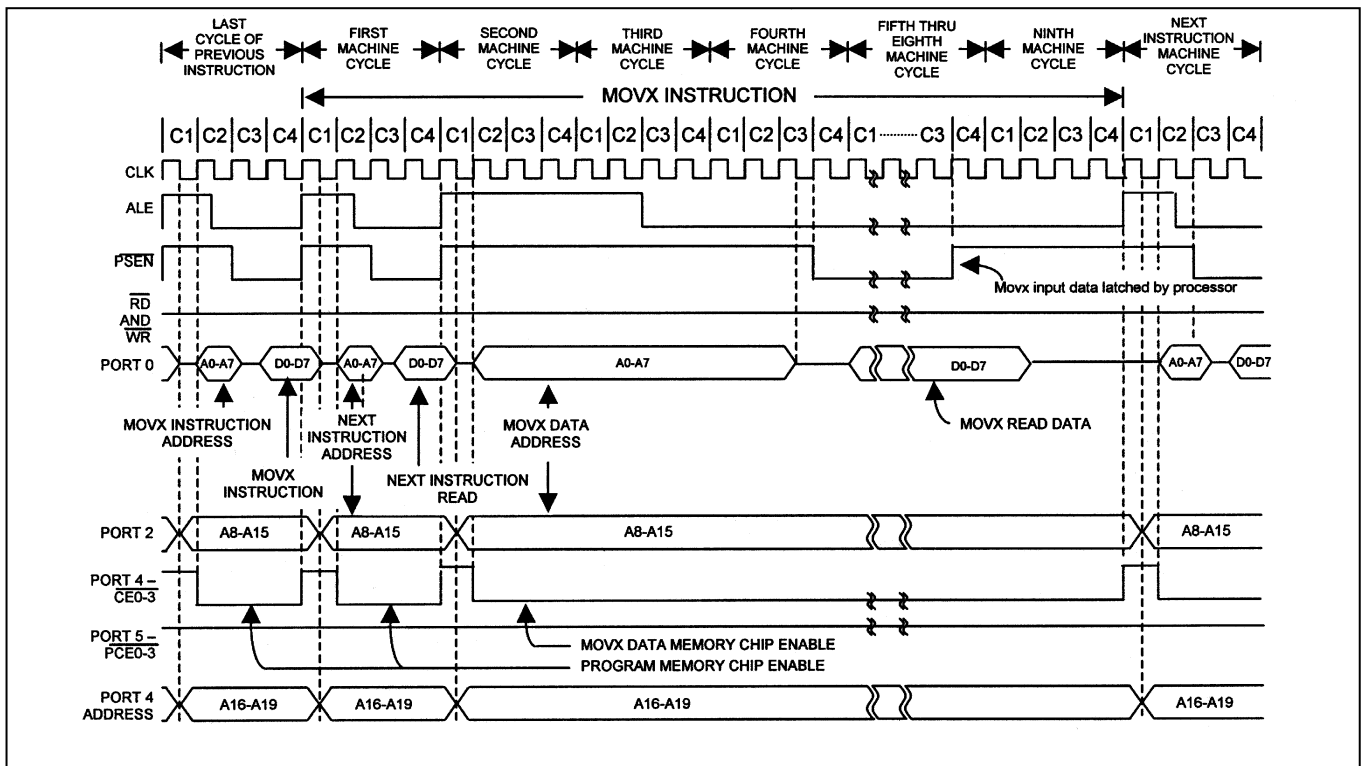 LAST
CYCLE OF
PREVIOUS
INSTRUCTION
FIRST
MACHINE
CYCLE
SECOND
MACHINE
CYCLE
THIRD
MACHINE
CYCLE
FOURTH
MACHINE
CYCLE
FIFTH THRU
EIGHTH
MACHINE
CYCLE
NINTH
MACHINE
CYCLE
NEXT
INSTRUCTION
MACHINE
CYCLE
MOVX INSTRUCTION
C1 C2 C3 C4 C1 C2 C3 C4 C1 C2 C3 C4 C1 C2 C3 C4 C1 C2 C3 C4 C1 ........ C3 C4 C1 C2 C3 C4 C1 C2 C3 C4
CLK
ALE
PSEN
Movx input data latched by processor
RD
AND
WR
PORT 0 A0-A7 D0-D7 A0-A7 D0-D7 A0-A7 D0-D7 A0-A7 D0-D7
MOVX INSTRUCTION
ADDRESS
NEXT
INSTRUCTION
ADDRESS
MOVX DATA
ADDRESS
MOVX READ DATA
MOVX
INSTRUCTION
NEXT INSTRUCTION
READ
PORT 2 A8-A15 A8-A15 A8-A15 A8-A15
PORT 4 –
CE0-3
PORT 5 –
PCE0-3
MOVX DATA MEMORY CHIP ENABLE
PROGRAM MEMORY CHIP ENABLE
PORT 4
ADDRESS
A16-A19 A16-A19 A16-A19 A16-A19